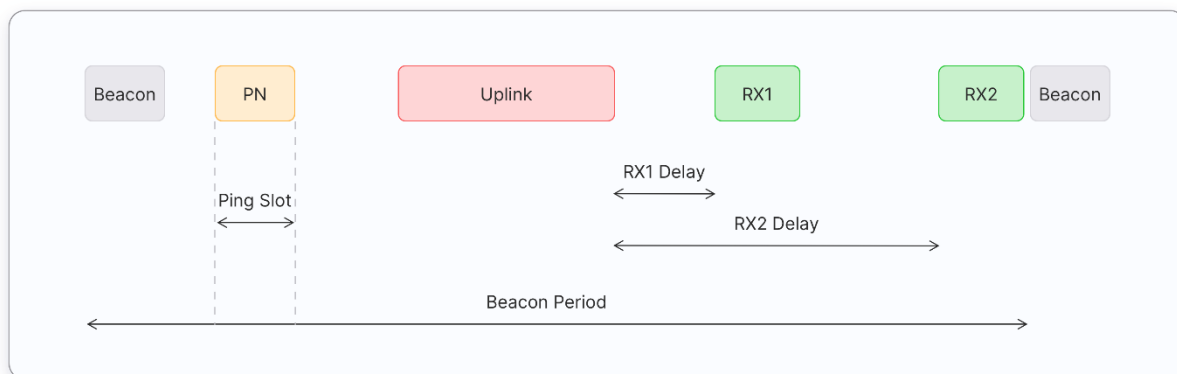 Beacon
PN
Uplink
RX1
RX2
Beacon
RX1 Delay
Ping Slot
RX2 Delay
Beacon Period